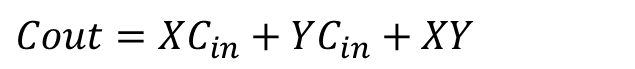 Cout = XC_in + YC_in + XY